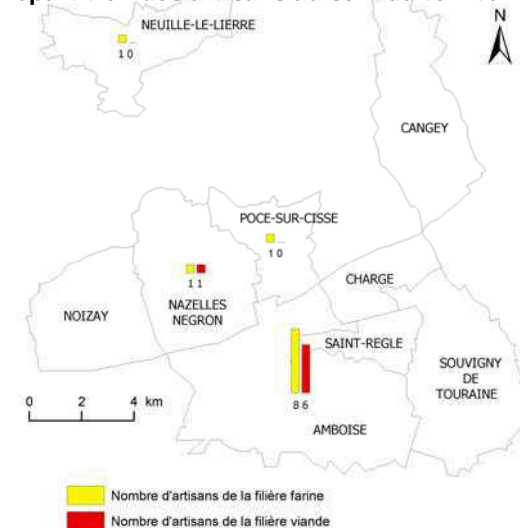 NEUILLE-LE-LIERRE
N
1 0
CANGEY
POCE-SUR-CISSE
1 0
1 1
CHARGE
NAZELLES
NEGRON
NOIZAY
SAINT-REGLE
SOUVIGNY
DE
TOURAINE
0 2 4 km
8 6
AMBOISE
Nombre d'artisans de la filière farine
Nombre d'artisans de la filière viande